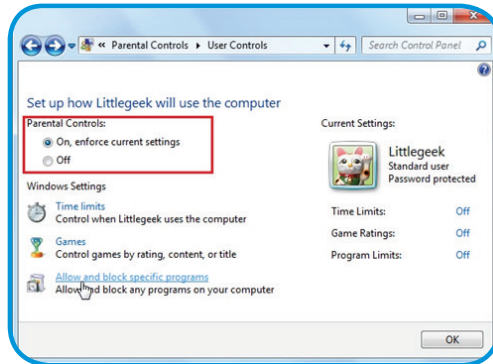 « Parental Controls ▸ User Controls
Search Control Panel
Set up how Littlegeek will use the computer
Parental Controls:
On, enforce current settings
Off
Windows Settings
Time limits
Control when Littlegeek uses the computer
Games
Control games by rating, content, or title
Allow and block specific programs
Allow and block any programs on your computer
Current Settings:
Littlegeek
Standard user
Password protected
Time Limits: Off
Game Ratings: Off
Program Limits: Off
OK